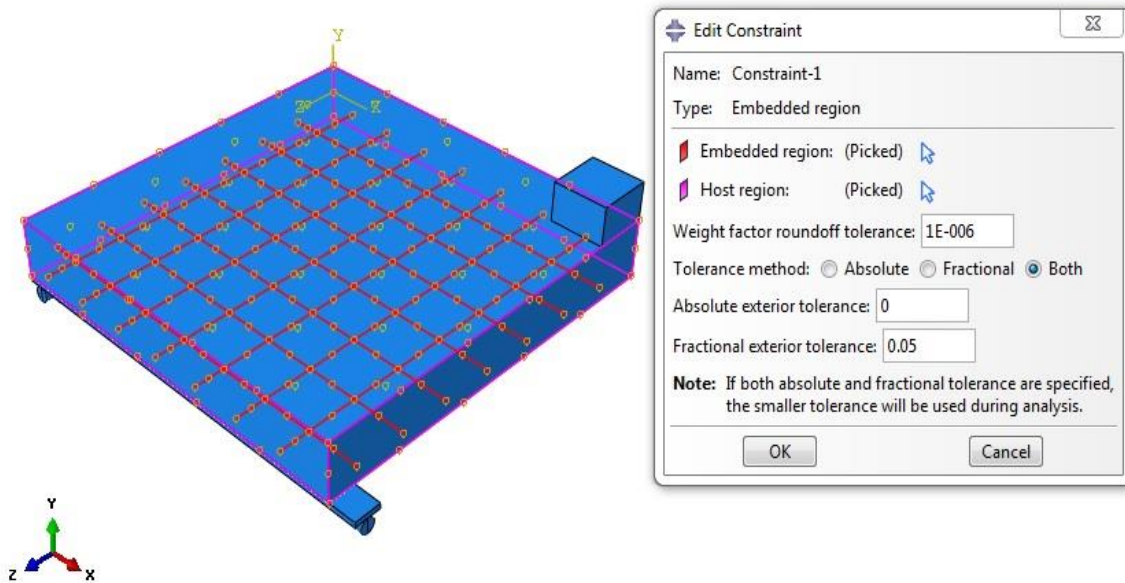 Y
Z
X
Y
Z
X
Edit Constraint
Name: Constraint-1
Type: Embedded region
Embedded region: (Picked)
Host region: (Picked)
Weight factor roundoff tolerance: 1E-006
Tolerance method: Absolute Fractional Both
Absolute exterior tolerance: 0
Fractional exterior tolerance: 0.05
Note: If both absolute and fractional tolerance are specified,
the smaller tolerance will be used during analysis.
OK Cancel